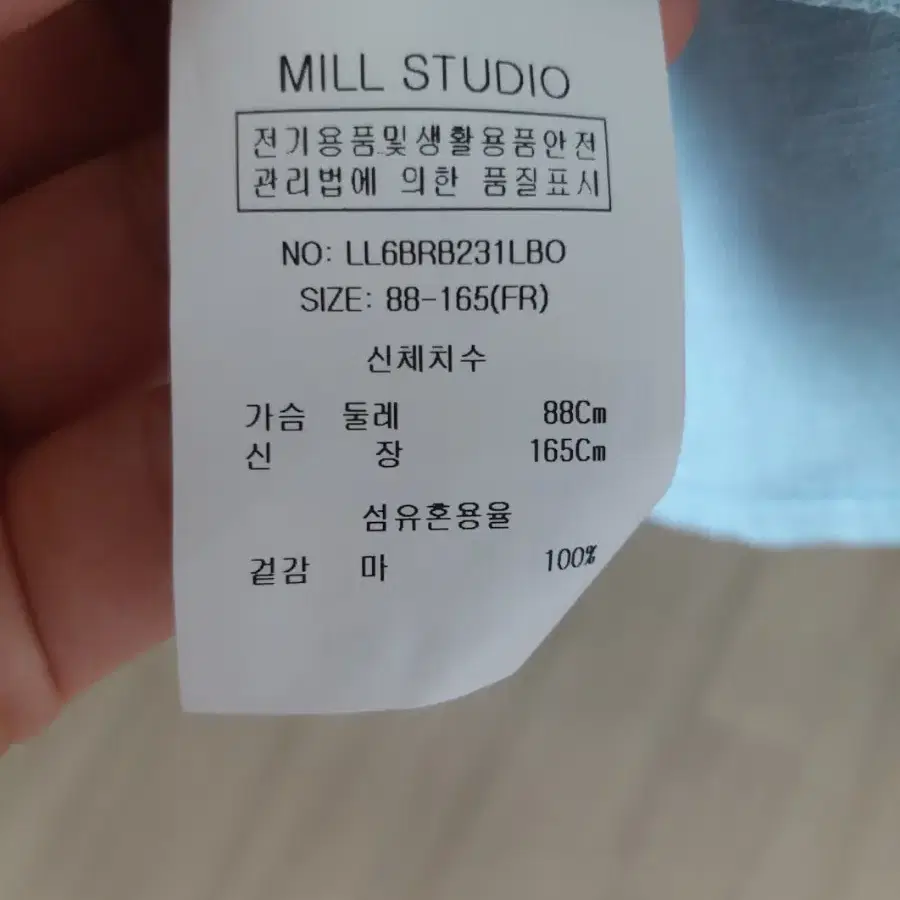 MILL STUDIO
전기용품및생활용품안전
관리법에 의한 품질표시
NO: LL6BRB231LBO
SIZE: 88-165(FR)
신체치수
가슴 둘레 88Cm
신 장 165Cm
섬유혼용율
겉감 마 100%